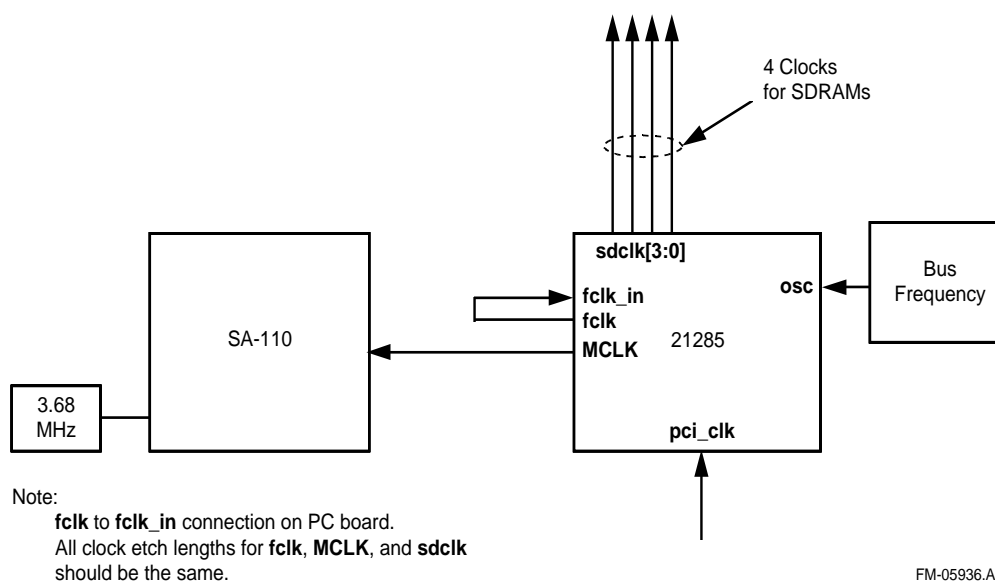 4 Clocks
for SDRAMs
sdclk[3:0]
fclk_in
fclk
MCLK
osc
21285
pci_clk
Bus
Frequency
SA-110
3.68
MHz
Note:
fclk to fclk_in connection on PC board.
All clock etch lengths for fclk, MCLK, and sdclk
should be the same.
FM-05936.A